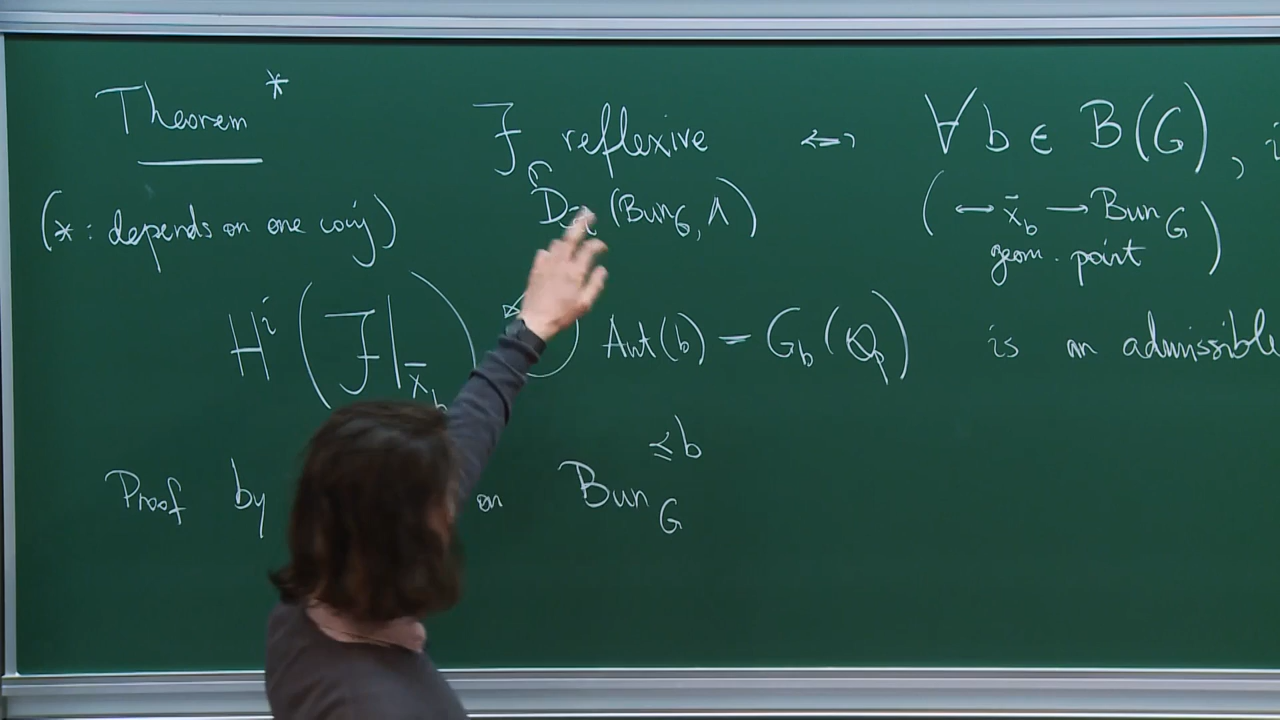 Theorem * ℱ reflexive ↔ ∀ b ∈ B(G),
(* : depends on one conj) D (Bun_G, Λ) ( ↔ x̄_b → Bun_G
geom. point )
H^i ( ℱ|_{x̄_b} ) Aut(b) = G_b(ℚ_p) is an admissible
Proof by on Bun_G^{≤b}